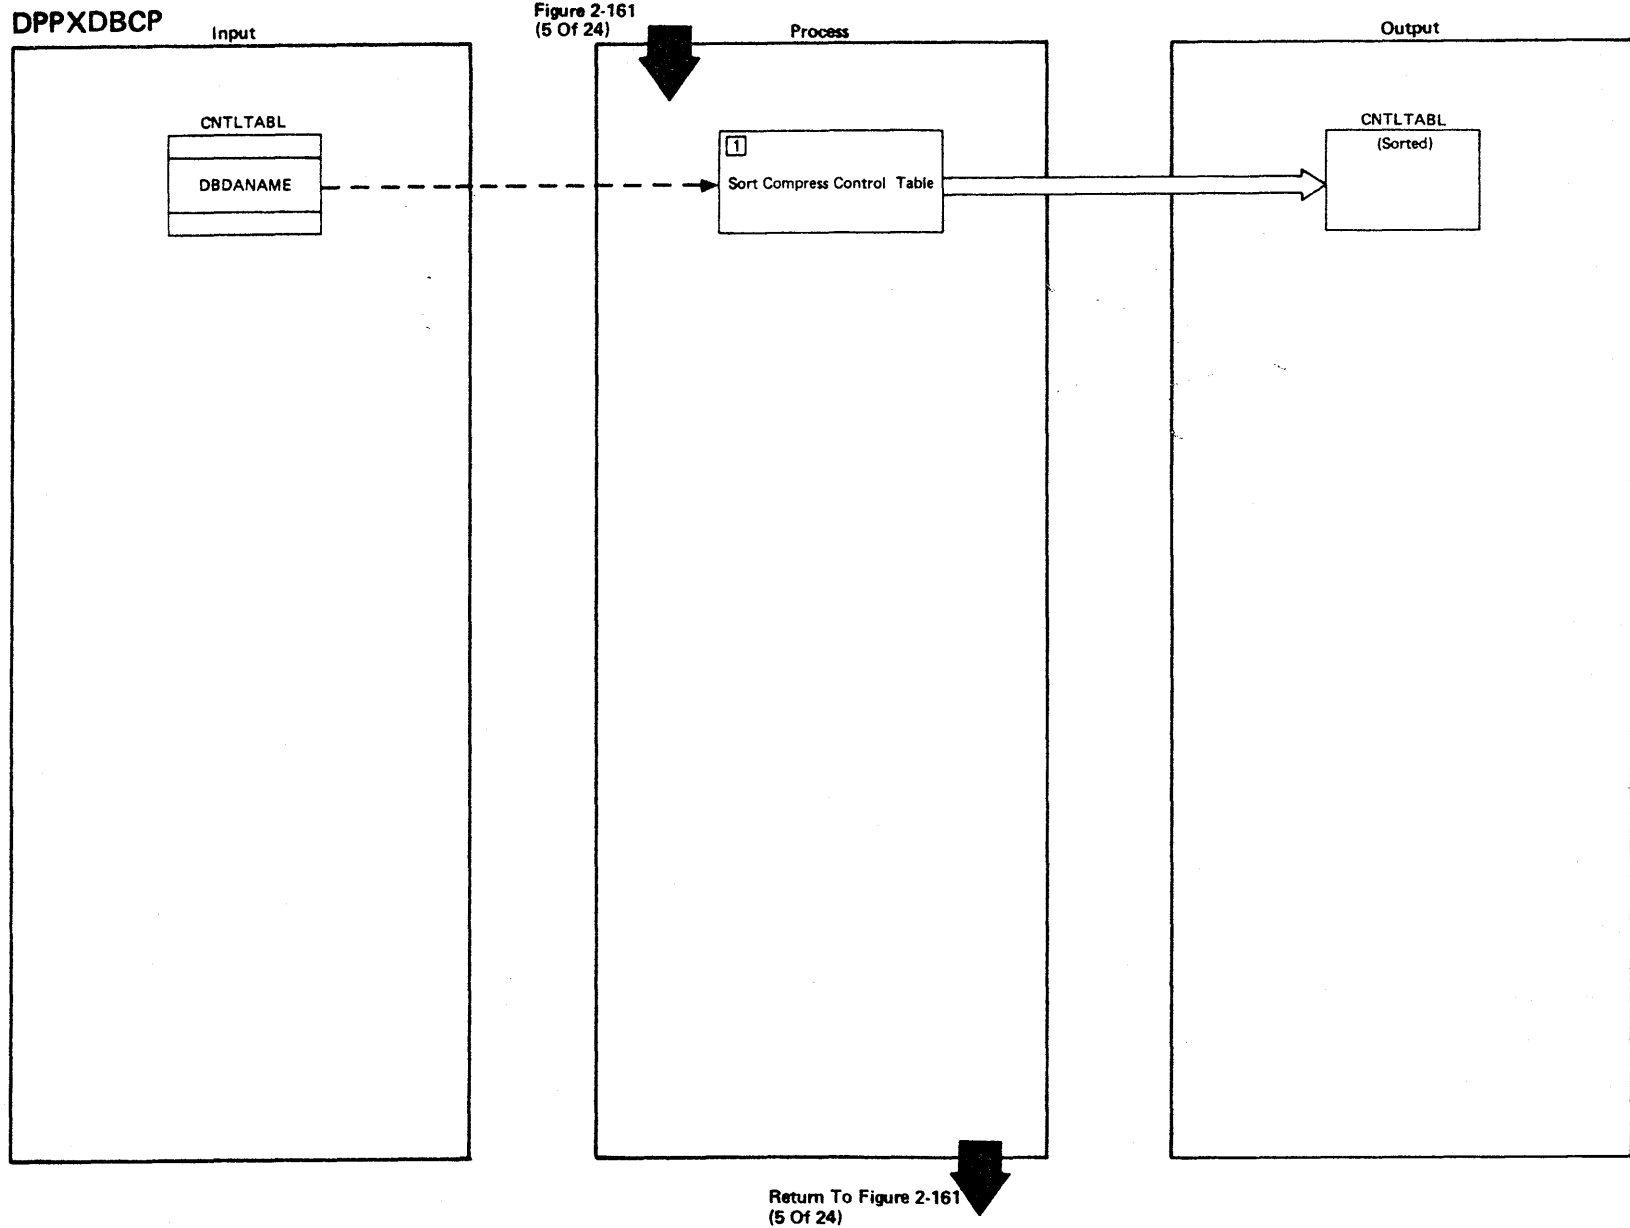 DPPXDBCP
Input
Figure 2-161
(5 Of 24)
Process
Output
CNTLTABL
DBDANAME
1
Sort Compress Control Table
CNTLTABL
(Sorted)
Return To Figure 2-161
(5 Of 24)